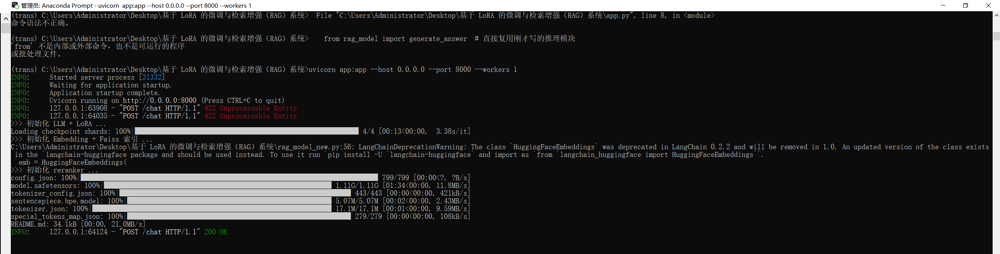 管理员: Anaconda Prompt - uvicorn  app:app --host 0.0.0.0 --port 8000 --workers 1
(trans) C:\Users\Administrator\Desktop\基于 LoRA 的微调与检索增强（RAG）系统>  File "C:\Users\Administrator\Desktop\基于 LoRA 的微调与检索增强（RAG）系统\app.py", line 8, in <module>
命令语法不正确。
(trans) C:\Users\Administrator\Desktop\基于 LoRA 的微调与检索增强（RAG）系统>    from rag_model import generate_answer  # 直接复用刚才写的推理模块
'from' 不是内部或外部命令，也不是可运行的程序
或批处理文件。
(trans) C:\Users\Administrator\Desktop\基于 LoRA 的微调与检索增强（RAG）系统>uvicorn app:app --host 0.0.0.0 --port 8000 --workers 1
INFO:     Started server process [31332]
INFO:     Waiting for application startup.
INFO:     Application startup complete.
INFO:     Uvicorn running on http://0.0.0.0:8000 (Press CTRL+C to quit)
INFO:     127.0.0.1:63908 - "POST /chat HTTP/1.1" 422 Unprocessable Entity
INFO:     127.0.0.1:64035 - "POST /chat HTTP/1.1" 422 Unprocessable Entity
>>> 初始化 LLM + LoRA ...
Loading checkpoint shards: 100%| 4/4 [00:13<00:00,  3.38s/it]
>>> 初始化 Embedding + Faiss 索引 ...
C:\Users\Administrator\Desktop\基于 LoRA 的微调与检索增强（RAG）系统\rag_model_new.py:56: LangChainDeprecationWarning: The class `HuggingFaceEmbeddings` was deprecated in LangChain 0.2.2 and will be removed in 1.0. An updated version of the class exists
in the `langchain-huggingface package and should be used instead. To use it run `pip install -U `langchain-huggingface` and import as `from `langchain_huggingface import HuggingFaceEmbeddings``.
emb = HuggingFaceEmbeddings(
>>> 初始化 reranker ...
config.json: 100%| 799/799 [00:00<?, ?B/s]
model.safetensors: 100%| 1.11G/1.11G [01:34<00:00, 11.8MB/s]
tokenizer_config.json: 100%| 443/443 [00:00<00:00, 421kB/s]
sentencepiece.bpe.model: 100%| 5.07M/5.07M [00:02<00:00, 2.43MB/s]
tokenizer.json: 100%| 17.1M/17.1M [00:01<00:00, 9.59MB/s]
special_tokens_map.json: 100%| 279/279 [00:00<00:00, 108kB/s]
README.md: 34.1kB [00:00, 21.0MB/s]
INFO:     127.0.0.1:64124 - "POST /chat HTTP/1.1" 200 OK